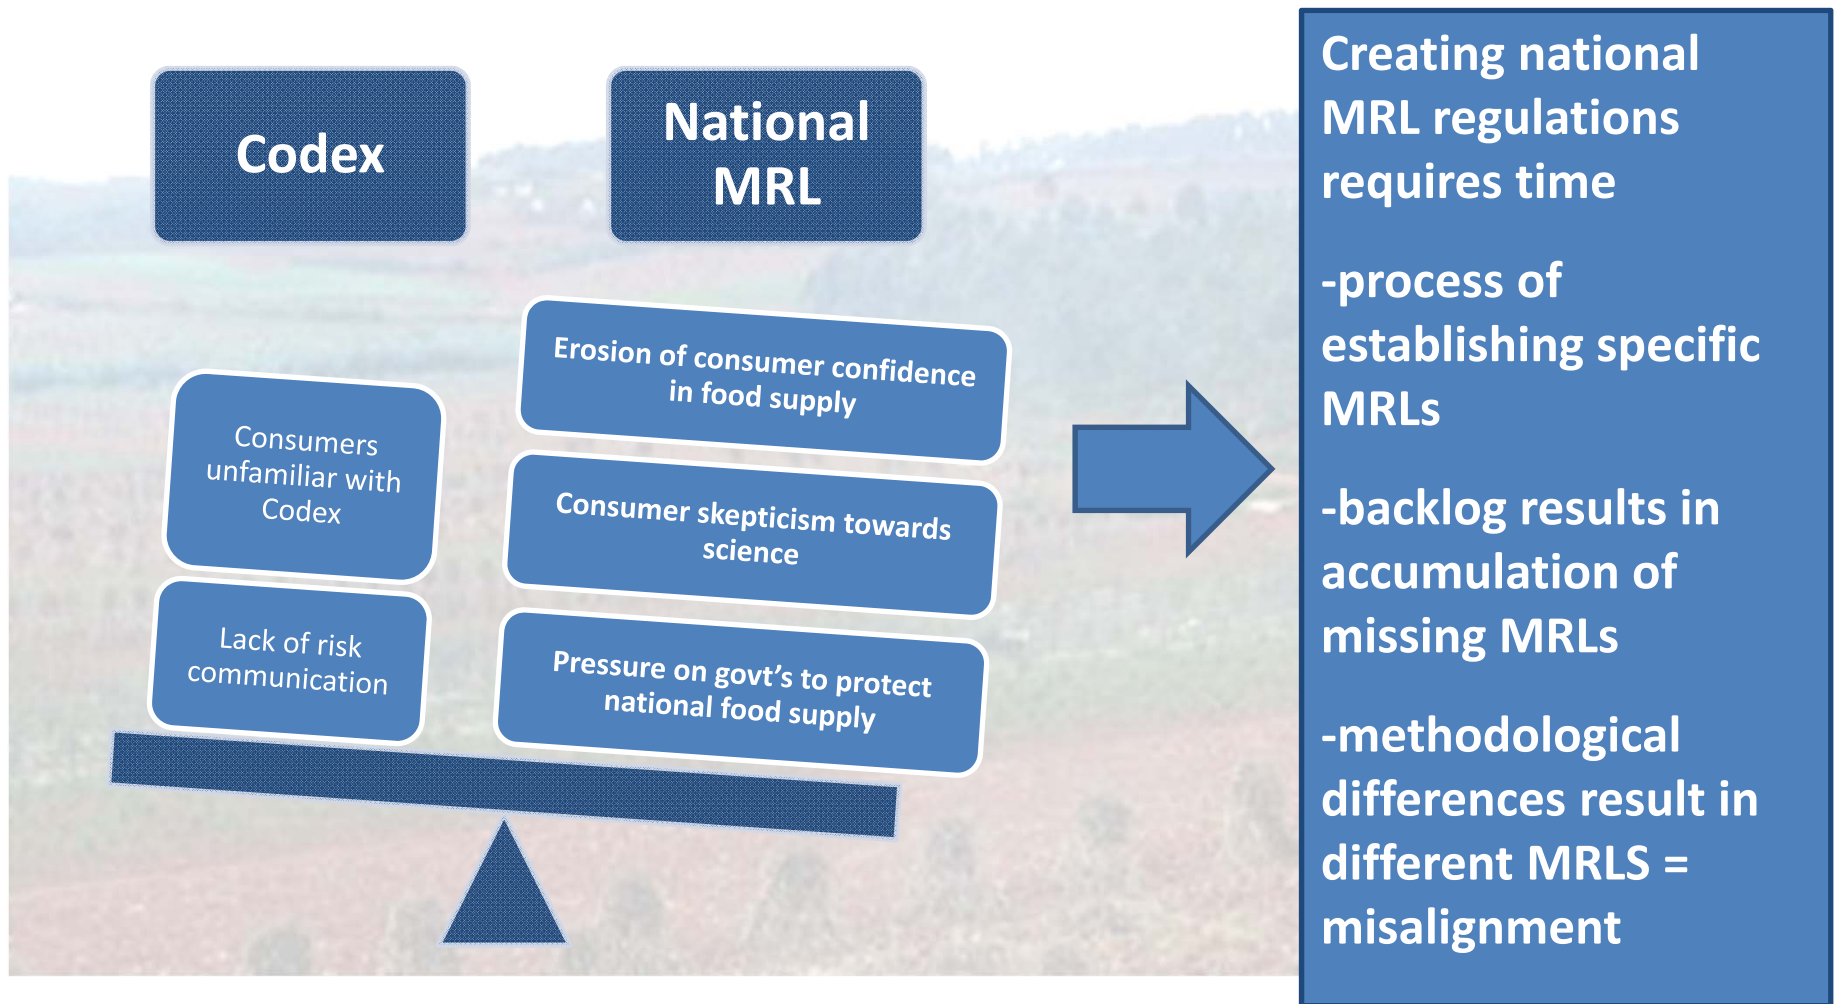 Codex
National
MRL
Consumers
unfamiliar with
Codex
Lack of risk
communication
Erosion of consumer confidence
in food supply
Consumer skepticism towards
science
Pressure on govt’s to protect
national food supply
Creating national
MRL regulations
requires time
-process of
establishing specific
MRLs
-backlog results in
accumulation of
missing MRLs
-methodological
differences result in
different MRLS =
misalignment